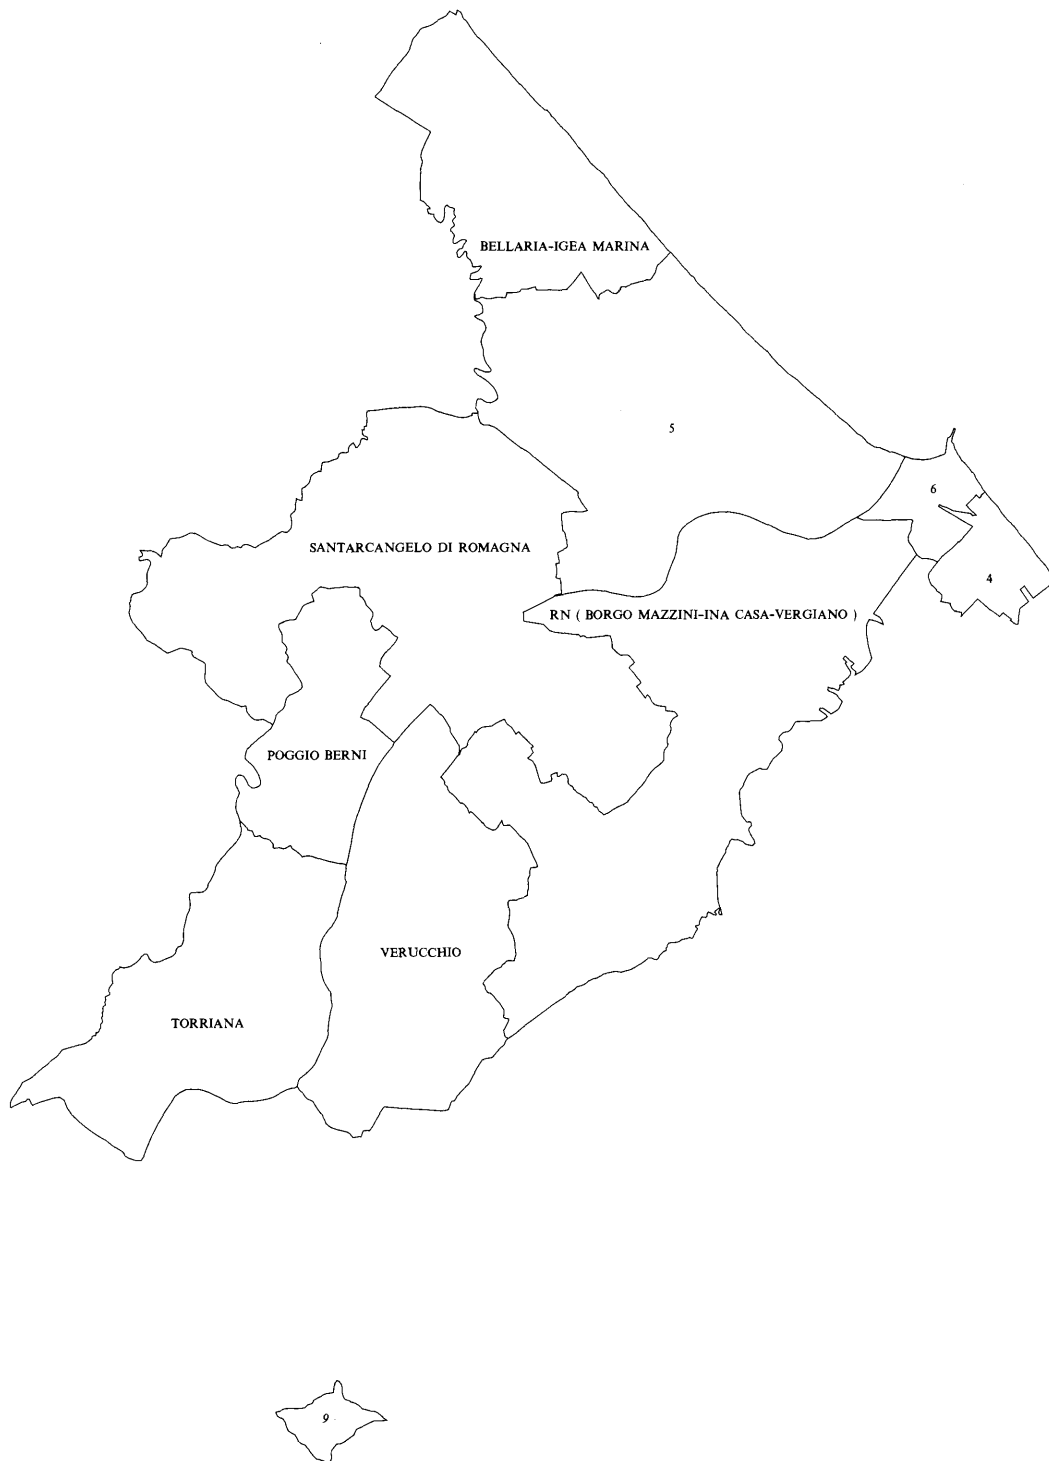 BELLARIA-IGEA MARINA
5
6
SANTARCANGELO DI ROMAGNA
4
RN ( BORGO MAZZINI-INA CASA-VERGIANO )
POGGIO BERNI
VERUCCHIO
TORRIANA
9